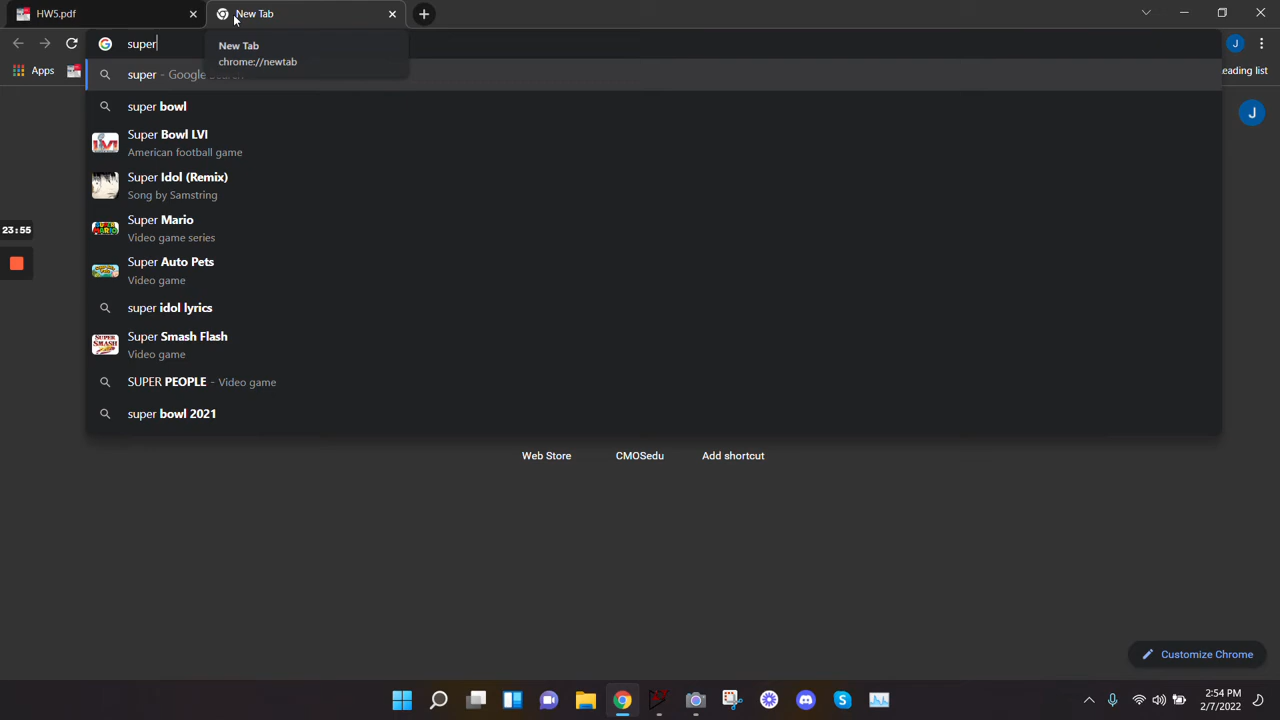 HW5.pdf
New Tab
super
New Tab
chrome://newtab
Apps
eading list
J
J
super - Google Search
super bowl
Super Bowl LVI
American football game
Super Idol (Remix)
Song by Samstring
Super Mario
Video game series
Super Auto Pets
Video game
super idol lyrics
Super Smash Flash
Video game
SUPER PEOPLE - Video game
super bowl 2021
23:55
Web Store
CMOSedu
Add shortcut
Customize Chrome
2:54 PM
2/7/2022